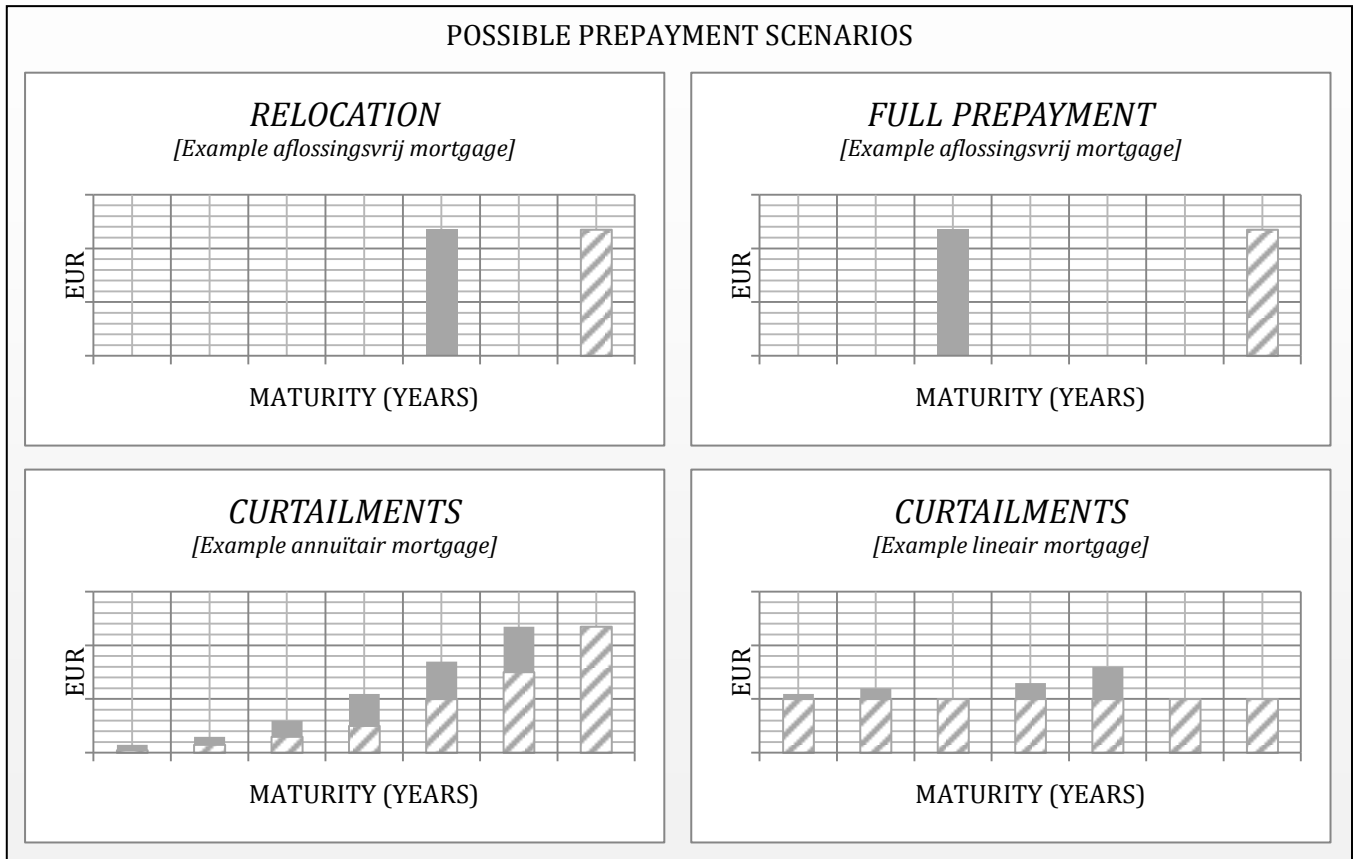 POSSIBLE PREPAYMENT SCENARIOS
RELOCATION
[Example aflossingsvrij mortgage]
EUR
MATURITY (YEARS)
FULL PREPAYMENT
[Example aflossingsvrij mortgage]
EUR
MATURITY (YEARS)
CURTAILMENTS
[Example annuïtair mortgage]
EUR
MATURITY (YEARS)
CURTAILMENTS
[Example lineair mortgage]
EUR
MATURITY (YEARS)